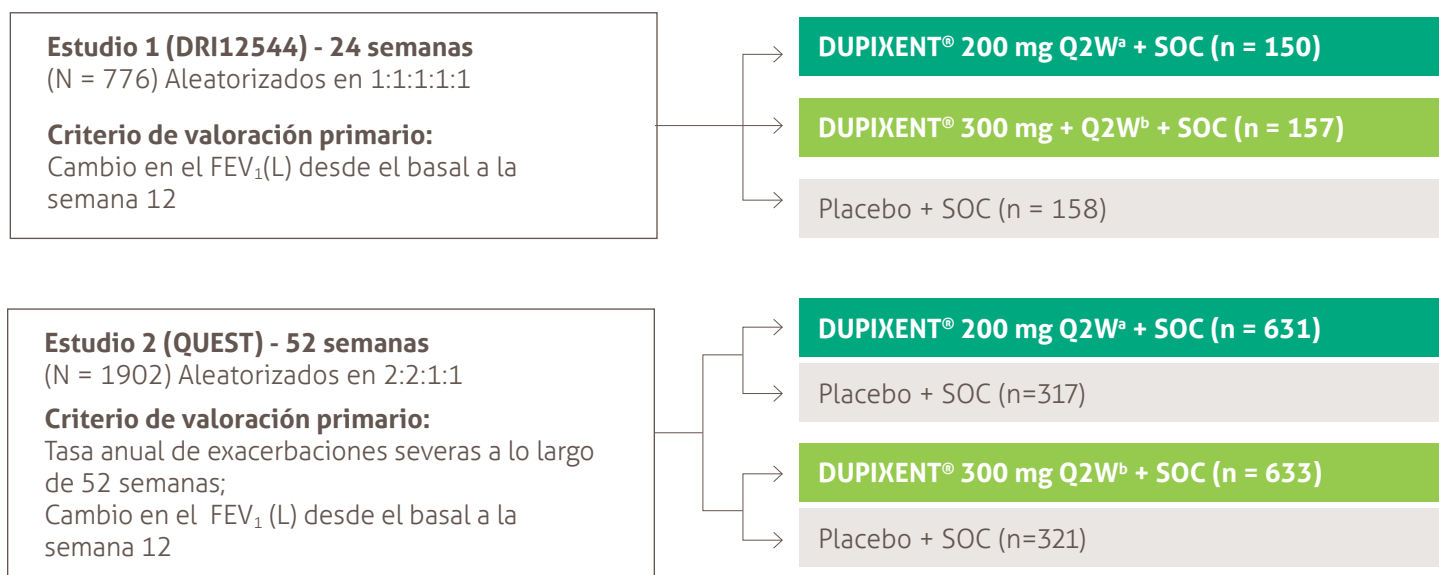 Estudio 1 (DRI12544) - 24 semanas
(N = 776) Aleatorizados en 1:1:1:1:1
Criterio de valoración primario:
Cambio en el FEV₁(L) desde el basal a la
semana 12
DUPIXENT® 200 mg Q2Wᵃ + SOC (n = 150)
DUPIXENT® 300 mg + Q2Wᵇ + SOC (n = 157)
Placebo + SOC (n = 158)
Estudio 2 (QUEST) - 52 semanas
(N = 1902) Aleatorizados en 2:2:1:1
Criterio de valoración primario:
Tasa anual de exacerbaciones severas a lo largo
de 52 semanas;
Cambio en el FEV₁ (L) desde el basal a la
semana 12
DUPIXENT® 200 mg Q2Wᵃ + SOC (n = 631)
Placebo + SOC (n=317)
DUPIXENT® 300 mg Q2Wᵇ + SOC (n = 633)
Placebo + SOC (n=321)